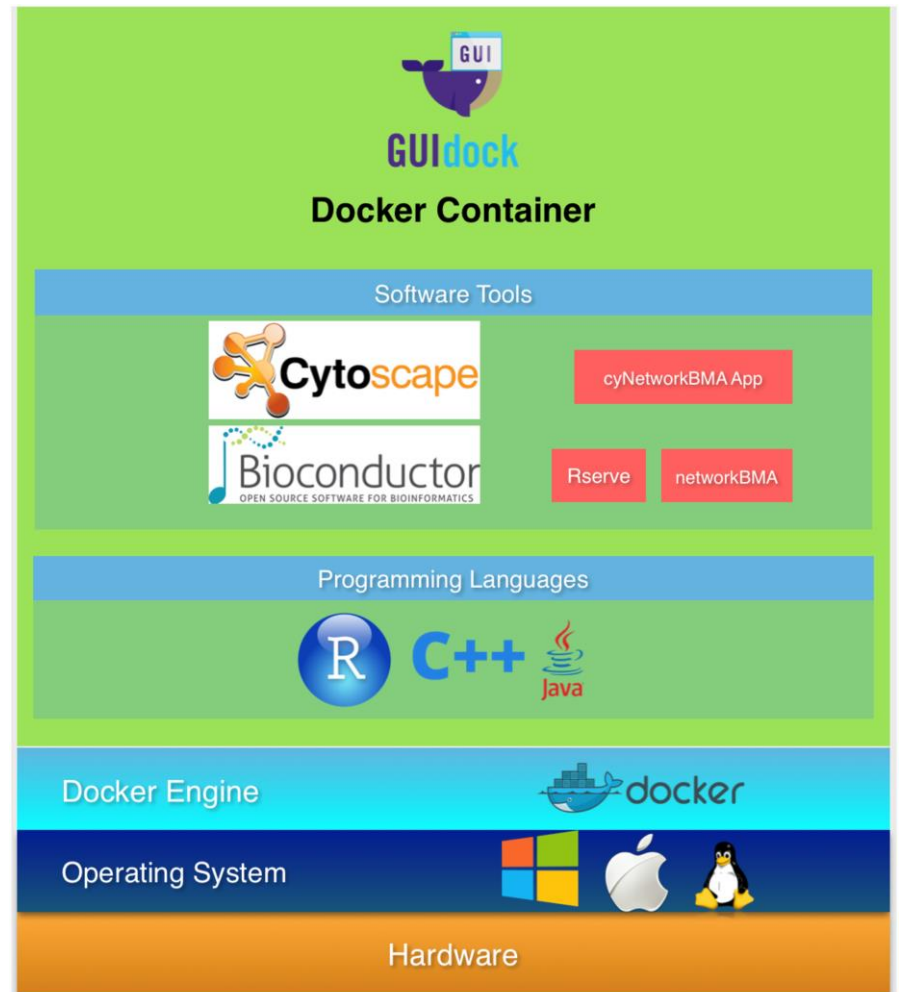 GUI
GUIdock
Docker Container
Software Tools
Cytoscape
cyNetworkBMA App
Bioconductor
OPEN SOURCE SOFTWARE FOR BIOINFORMATICS
Rserve
networkBMA
Programming Languages
R
C++
Java
Docker Engine
docker
Operating System
Hardware